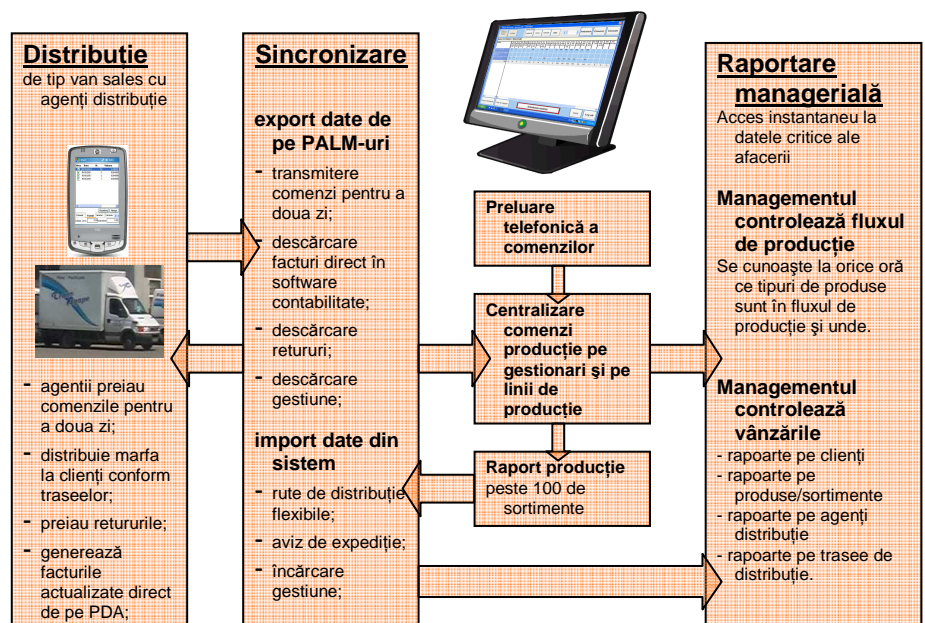 Distribuție
de tip van sales cu
agenți distribuție
- agentii preiau
comenzile pentru
a doua zi;
- distribuie marfa
la clienți conform
traseelor;
- preiau retururile;
- generează
facturile
actualizate direct
de pe PDA;
Sincronizare
export date de
pe PALM-uri
- transmitere
comenzi pentru a
doua zi;
- descărcare
facturi direct în
software
contabilitate;
- descărcare
retururi;
- descărcare
gestiune;
import date din
sistem
- rute de distribuție
flexibile;
- aviz de expediție;
- încărcare
gestiune;
Preluare
telefonică a
comenzilor
Centralizare
comenzi
producție pe
gestionari şi pe
linii de
producție
Raport producție
peste 100 de
sortimente
Raportare
managerială
Acces instantaneu la
datele critice ale
afacerii
Managementul
controlează fluxul
de producție
Se cunoaşte la orice oră
ce tipuri de produse
sunt în fluxul de
producție şi unde.
Managementul
controlează
vânzările
- rapoarte pe clienți
- rapoarte pe
produse/sortimente
- rapoarte pe agenți
distribuție
- rapoarte pe trasee de
distribuție.